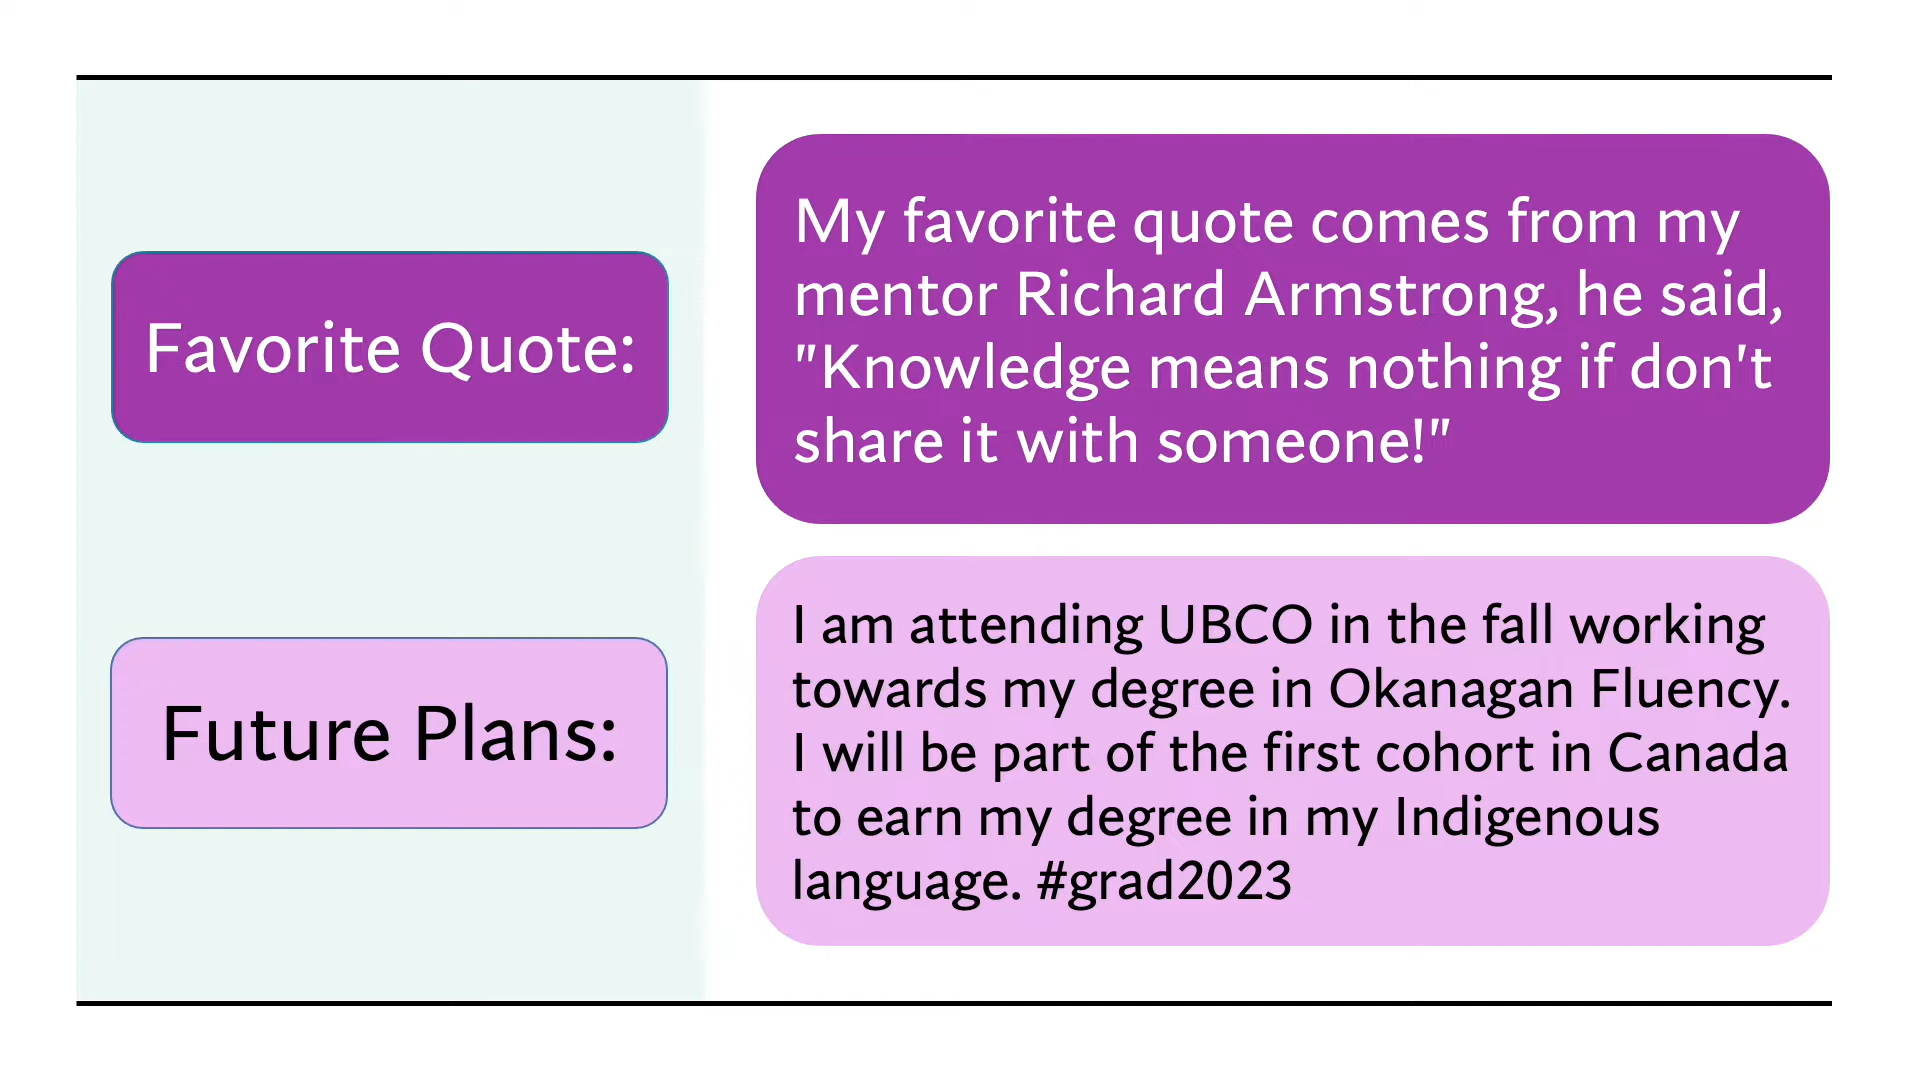 Favorite Quote:
My favorite quote comes from my
mentor Richard Armstrong, he said,
"Knowledge means nothing if don't
share it with someone!"
Future Plans:
I am attending UBCO in the fall working
towards my degree in Okanagan Fluency.
I will be part of the first cohort in Canada
to earn my degree in my Indigenous
language. #grad2023